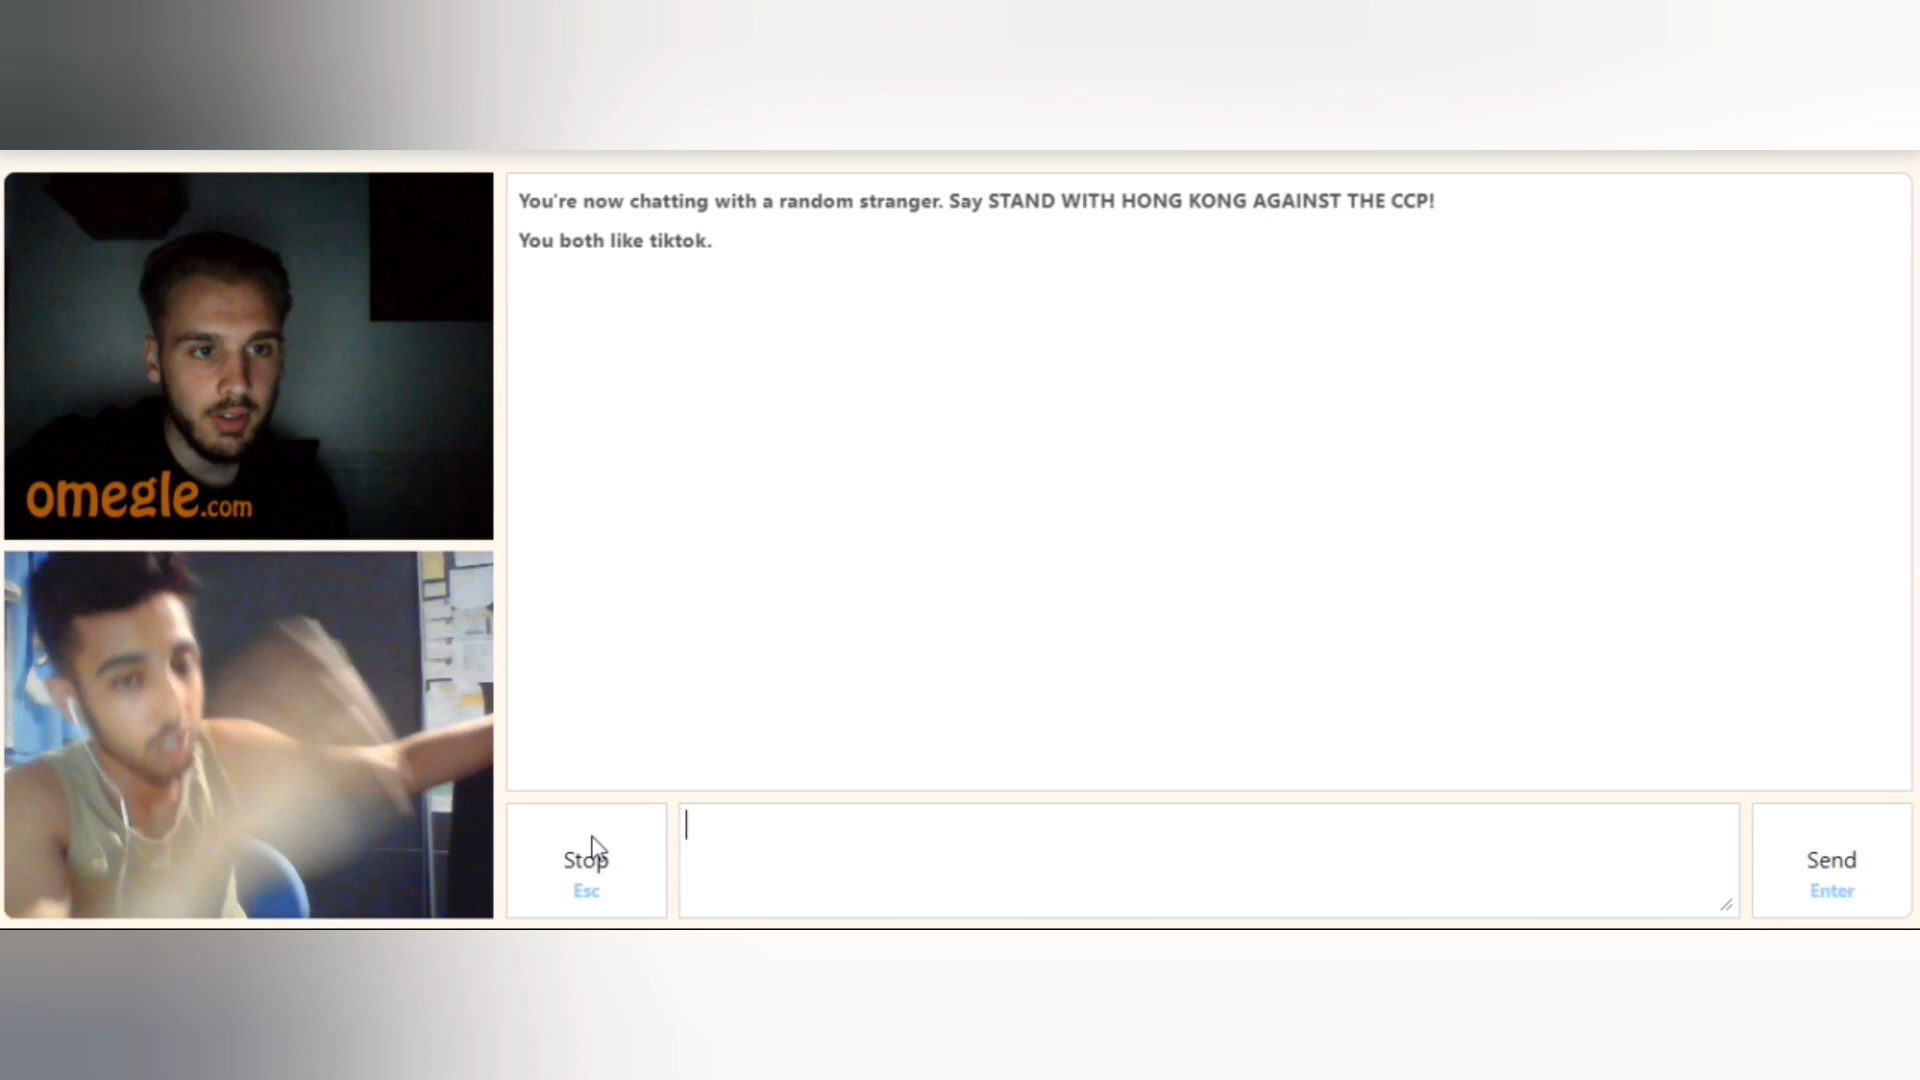 You're now chatting with a random stranger. Say STAND WITH HONG KONG AGAINST THE CCP!
You both like tiktok.
omegle.com
Stop
Esc
Send
Enter